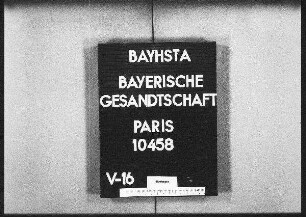 BAYHSTA
BAYERISCHE
GESANDTSCHAFT
PARIS
10458
V-16